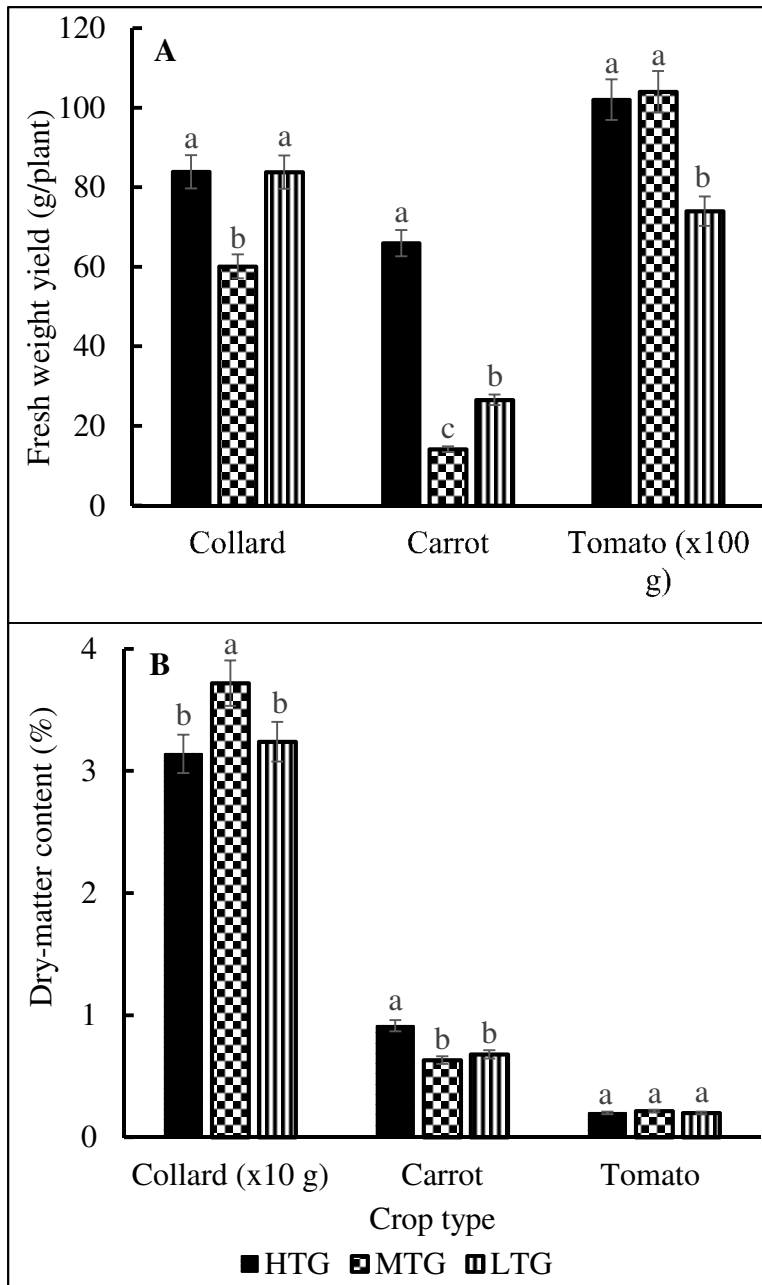 A
Fresh weight yield (g/plant)
120
100
80
60
40
20
0
a
b
a
a
c
b
a
a
b
Collard
Carrot
Tomato (x100
g)
B
Dry-matter content (%)
4
3
2
1
0
b
a
b
a
b
b
a
a
a
Collard (x10 g)
Carrot
Tomato
Crop type
HTG MTG LTG